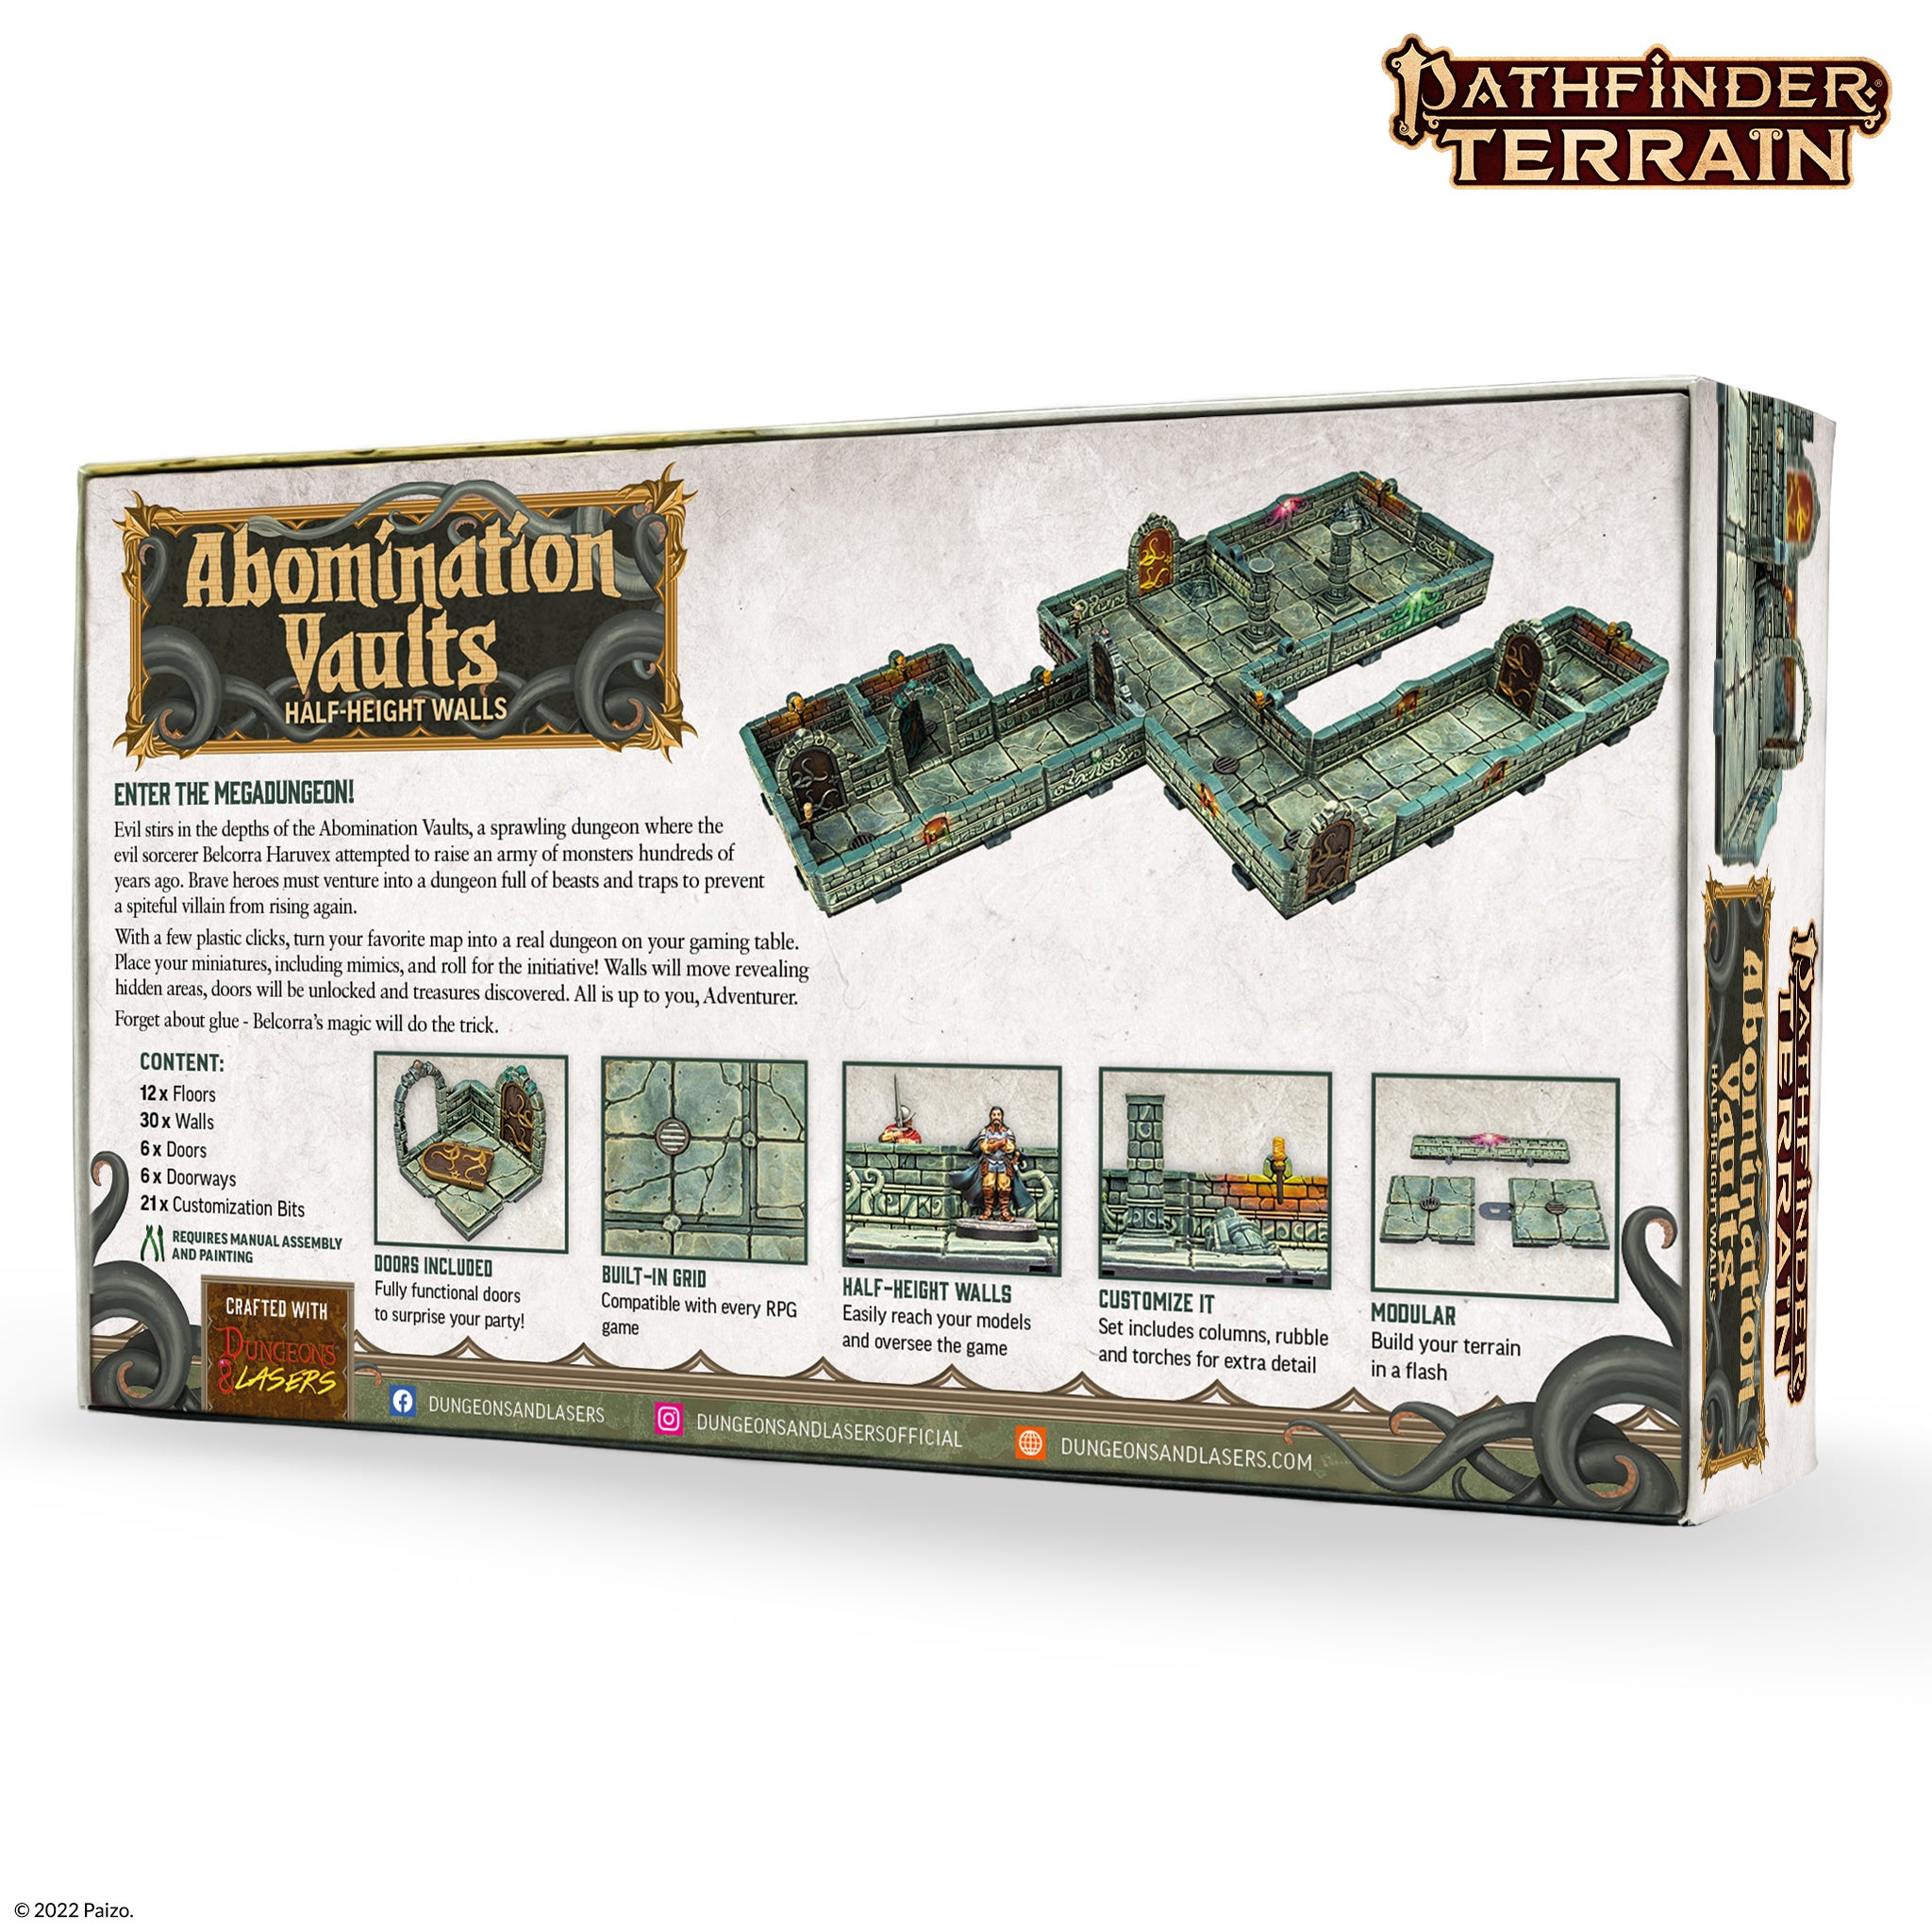 PATHFINDER
TERRAIN
Abomination
Vaults
HALF-HEIGHT WALLS
ENTER THE MEGADUNGEON!
Evil stirs in the depths of the Abomination Vaults, a sprawling dungeon where the
evil sorcerer Belcorra Haruvex attempted to raise an army of monsters hundreds of
years ago. Brave heroes must venture into a dungeon full of beasts and traps to prevent
a spiteful villain from rising again.
With a few plastic clicks, turn your favorite map into a real dungeon on your gaming table.
Place your miniatures, including mimics, and roll for the initiative! Walls will move revealing
hidden areas, doors will be unlocked and treasures discovered. All is up to you, Adventurer.
Forget about glue - Belcorra's magic will do the trick.
CONTENT:
12 x Floors
30 x Walls
6 x Doors
6 x Doorways
21 x Customization Bits
REQUIRES MANUAL ASSEMBLY
AND PAINTING
CRAFTED WITH
DUNGEONS
& LASERS
DOORS INCLUDED
Fully functional doors
to surprise your party!
BUILT-IN GRID
Compatible with every RPG
game
HALF-HEIGHT WALLS
Easily reach your models
and oversee the game
CUSTOMIZE IT
Set includes columns, rubble
and torches for extra detail
MODULAR
Build your terrain
in a flash
DUNGEONSANDLASERS
DUNGEONSANDLASERSOFFICIAL
DUNGEONSANDLASERS.COM
Abomination
Vaults
HALF-HEIGHT WALLS
PATHFINDER
TERRAIN
© 2022 Paizo.